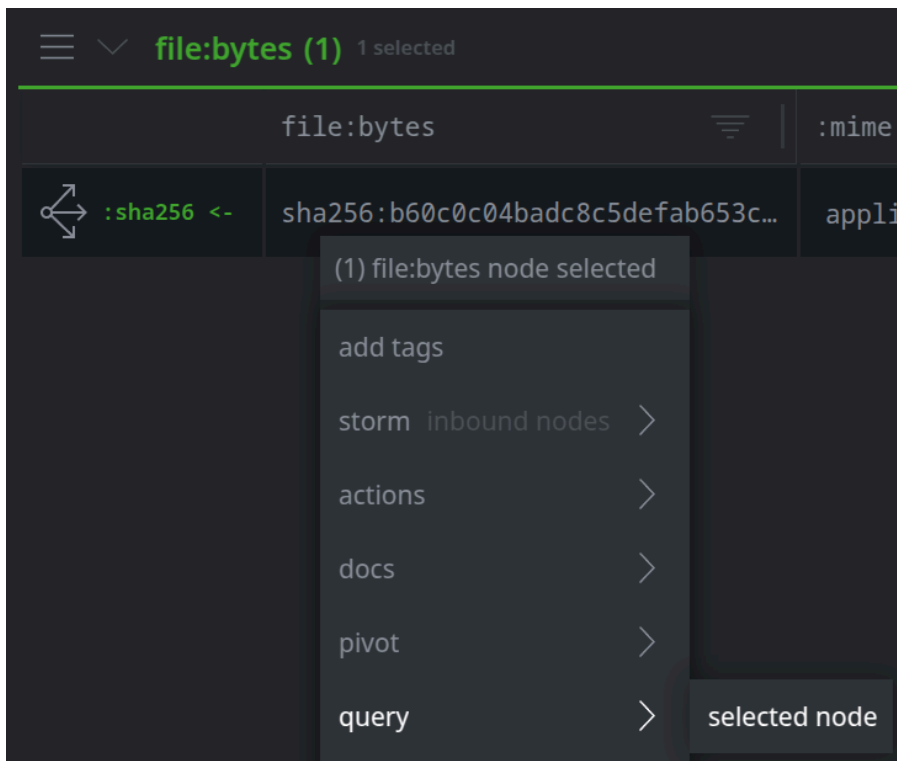 file:bytes (1) 1 selected
file:bytes :mime
:sha256 <- sha256:b60c0c04badc8c5defab653c… appli
(1) file:bytes node selected
add tags
storm inbound nodes
actions
docs
pivot
query selected node